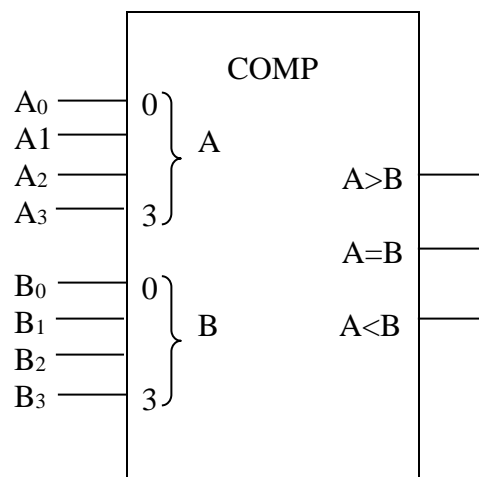 COMP
A0 0
A1 A
A2 A>B
A3 3
A=B
B0 0
B1 B A<B
B2
B3 3